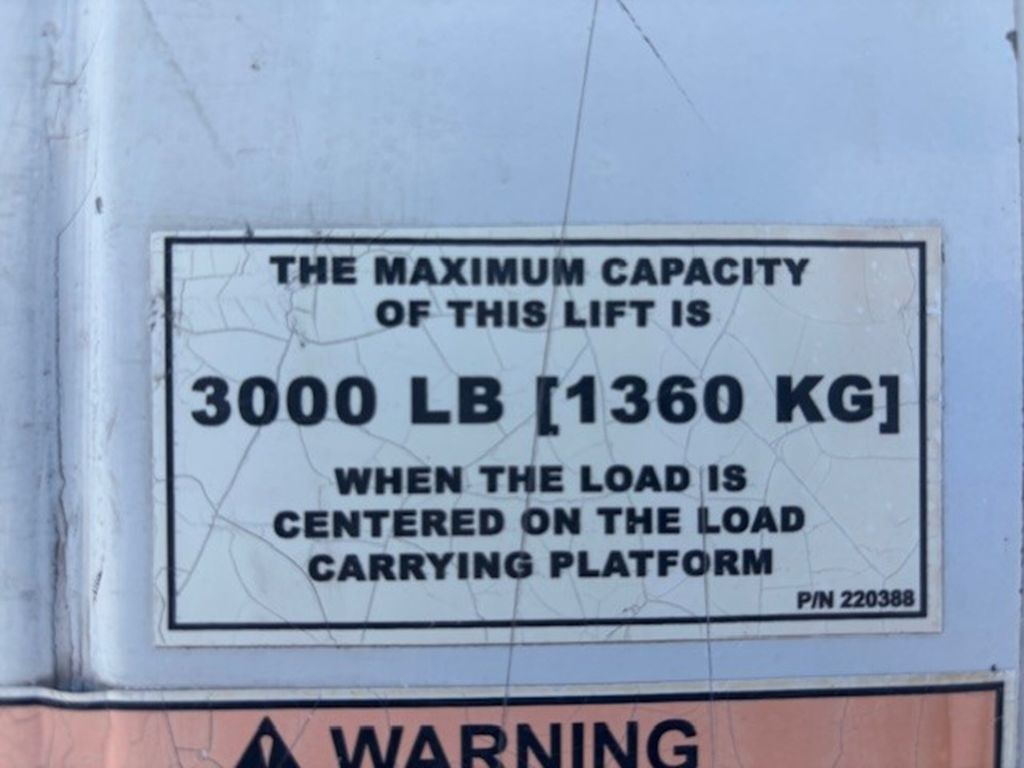 THE MAXIMUM CAPACITY
OF THIS LIFT IS
3000 LB [1360 KG]
WHEN THE LOAD IS
CENTERED ON THE LOAD
CARRYING PLATFORM
P/N 220388
WARNING